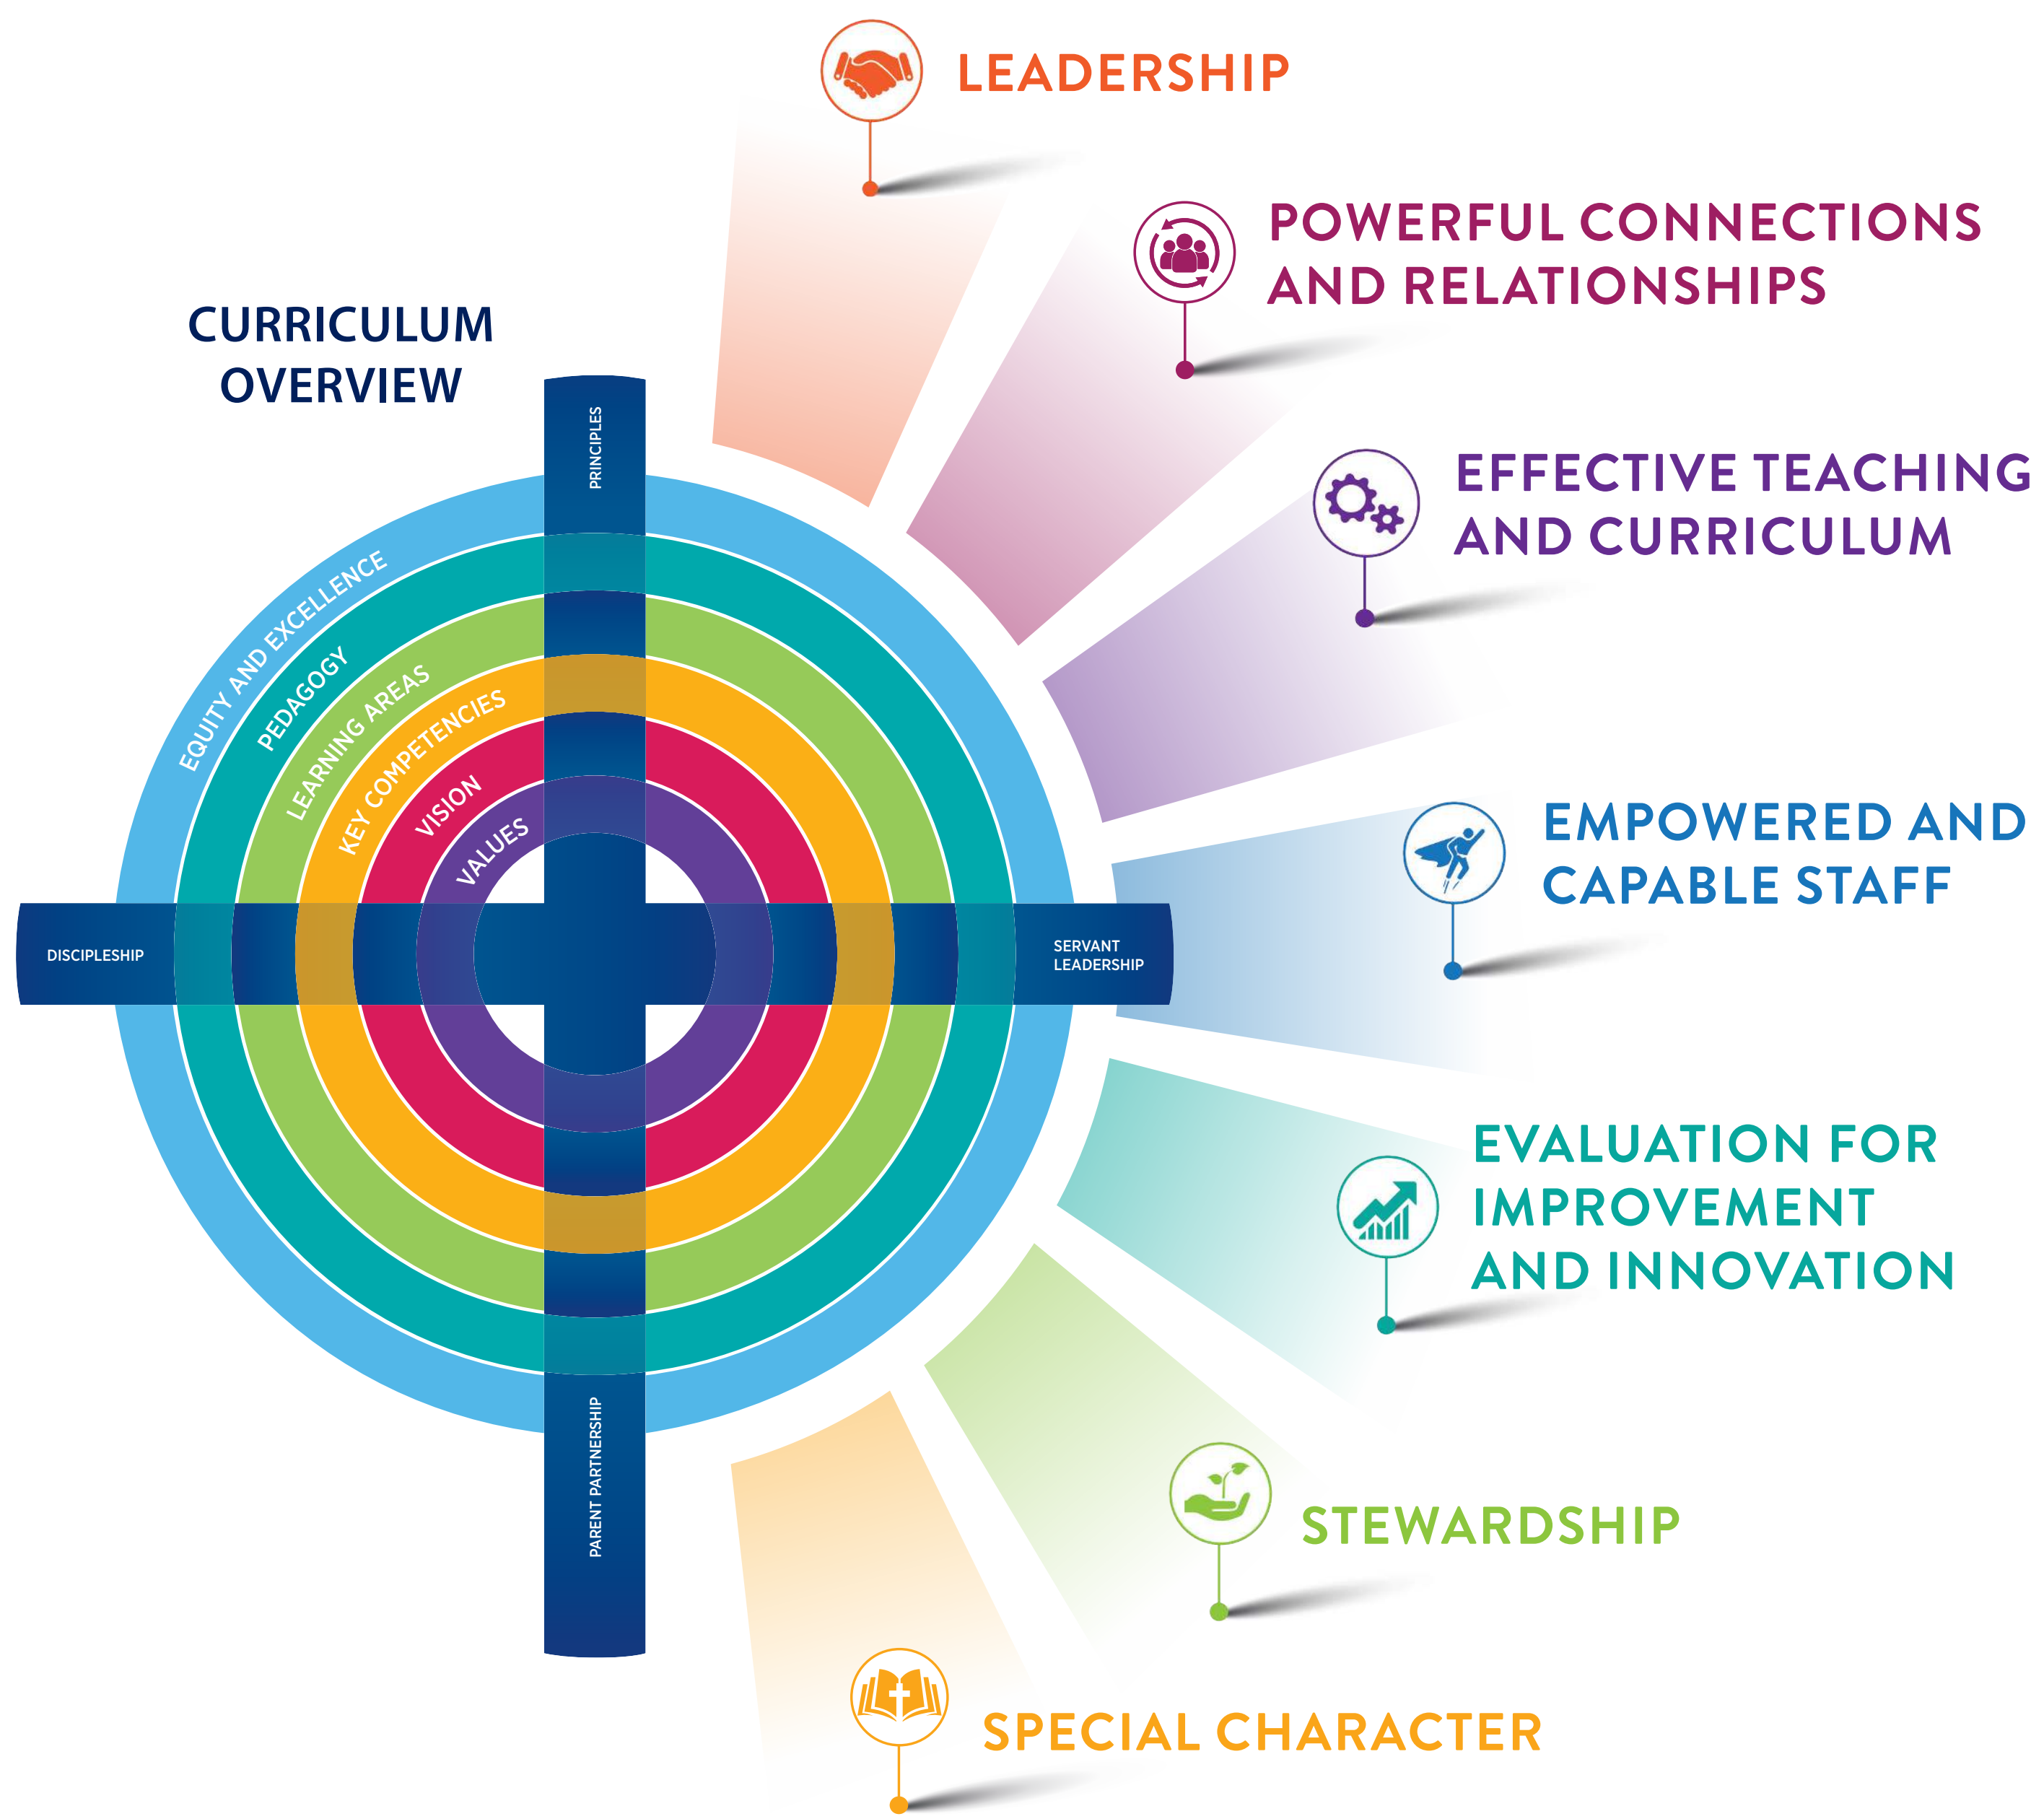 LEADERSHIP
POWERFUL CONNECTIONS
AND RELATIONSHIPS
CURRICULUM
OVERVIEW
PRINCIPLES
EFFECTIVE TEACHING
AND CURRICULUM
EQUITY AND EXCELLENCE
PEDAGOGY
LEARNING AREAS
KEY COMPETENCIES
VISION
VALUES
EMPOWERED AND
CAPABLE STAFF
DISCIPLESHIP
SERVANT
LEADERSHIP
EVALUATION FOR
IMPROVEMENT
AND INNOVATION
PARENT PARTNERSHIP
STEWARDSHIP
SPECIAL CHARACTER